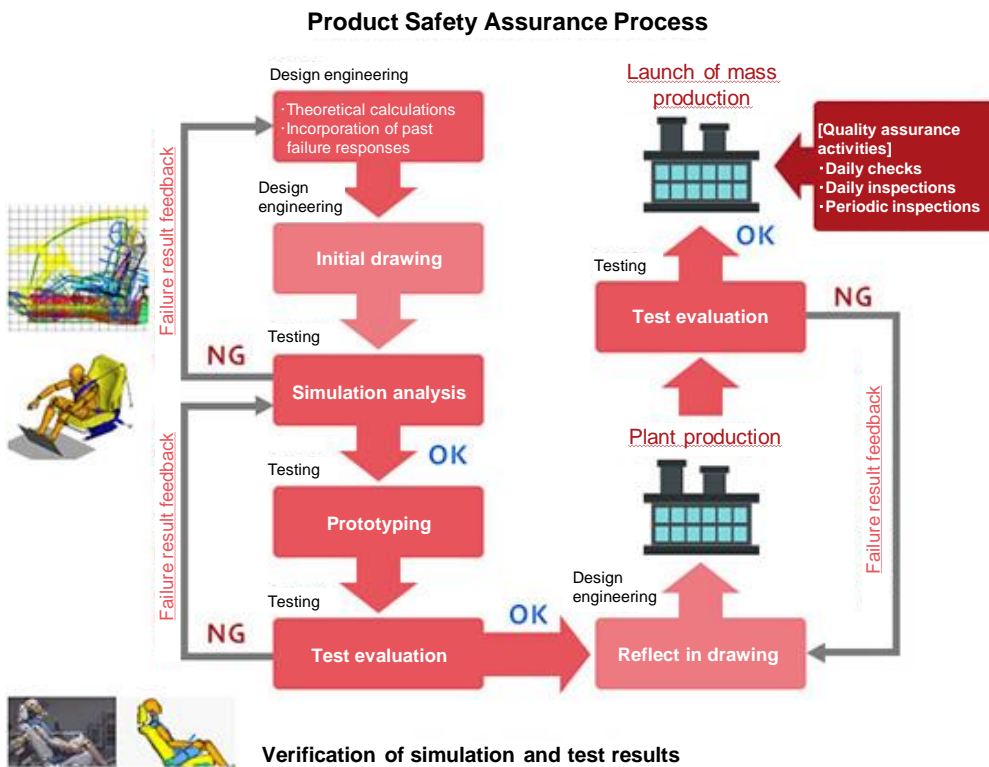 Product Safety Assurance Process
Design engineering
・Theoretical calculations
・Incorporation of past
failure responses
Failure result feedback
Design
engineering
Initial drawing
Testing
NG
Simulation analysis
OK
Failure result feedback
Testing
Prototyping
Testing
NG
Test evaluation
OK
Design
engineering
Reflect in drawing
Plant production
Testing
Test evaluation
NG
Failure result feedback
OK
Launch of mass
production
[Quality assurance
activities]
・Daily checks
・Daily inspections
・Periodic inspections
Verification of simulation and test results